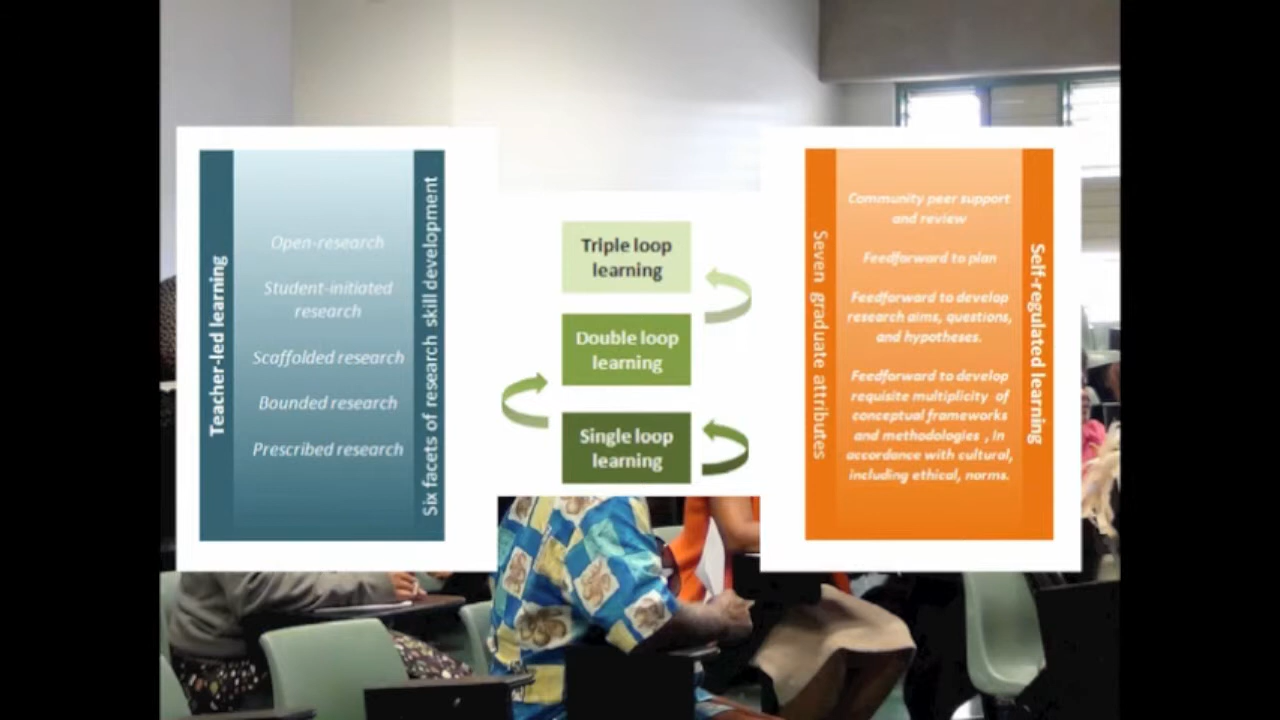 Teacher-led learning
Open-research
Student-initiated
research
Scaffolded research
Bounded research
Prescribed research
Six facets of research skill development
Triple loop
learning
Double loop
learning
Single loop
learning
Seven graduate attributes
Community peer support
and review
Feedforward to plan
Feedforward to develop
research aims, questions,
and hypotheses.
Feedforward to develop
requisite multiplicity of
conceptual frameworks
and methodologies , in
accordance with cultural,
including ethical, norms.
Self-regulated learning